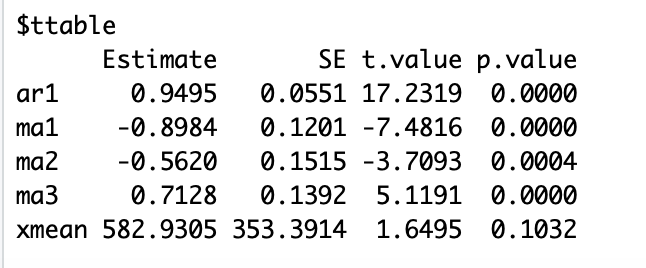 $ttable
Estimate SE t.value p.value
ar1 0.9495 0.0551 17.2319 0.0000
ma1 -0.8984 0.1201 -7.4816 0.0000
ma2 -0.5620 0.1515 -3.7093 0.0004
ma3 0.7128 0.1392 5.1191 0.0000
xmean 582.9305 353.3914 1.6495 0.1032